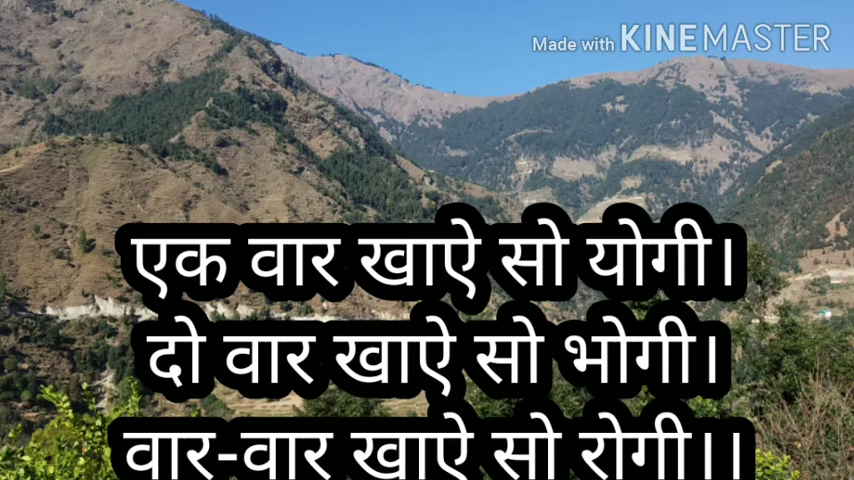 Made with KINEMASTER
एक वार खाऐ सो योगी।
दो वार खाऐ सो भोगी।
वार-वार खाऐ सो रोगी।।